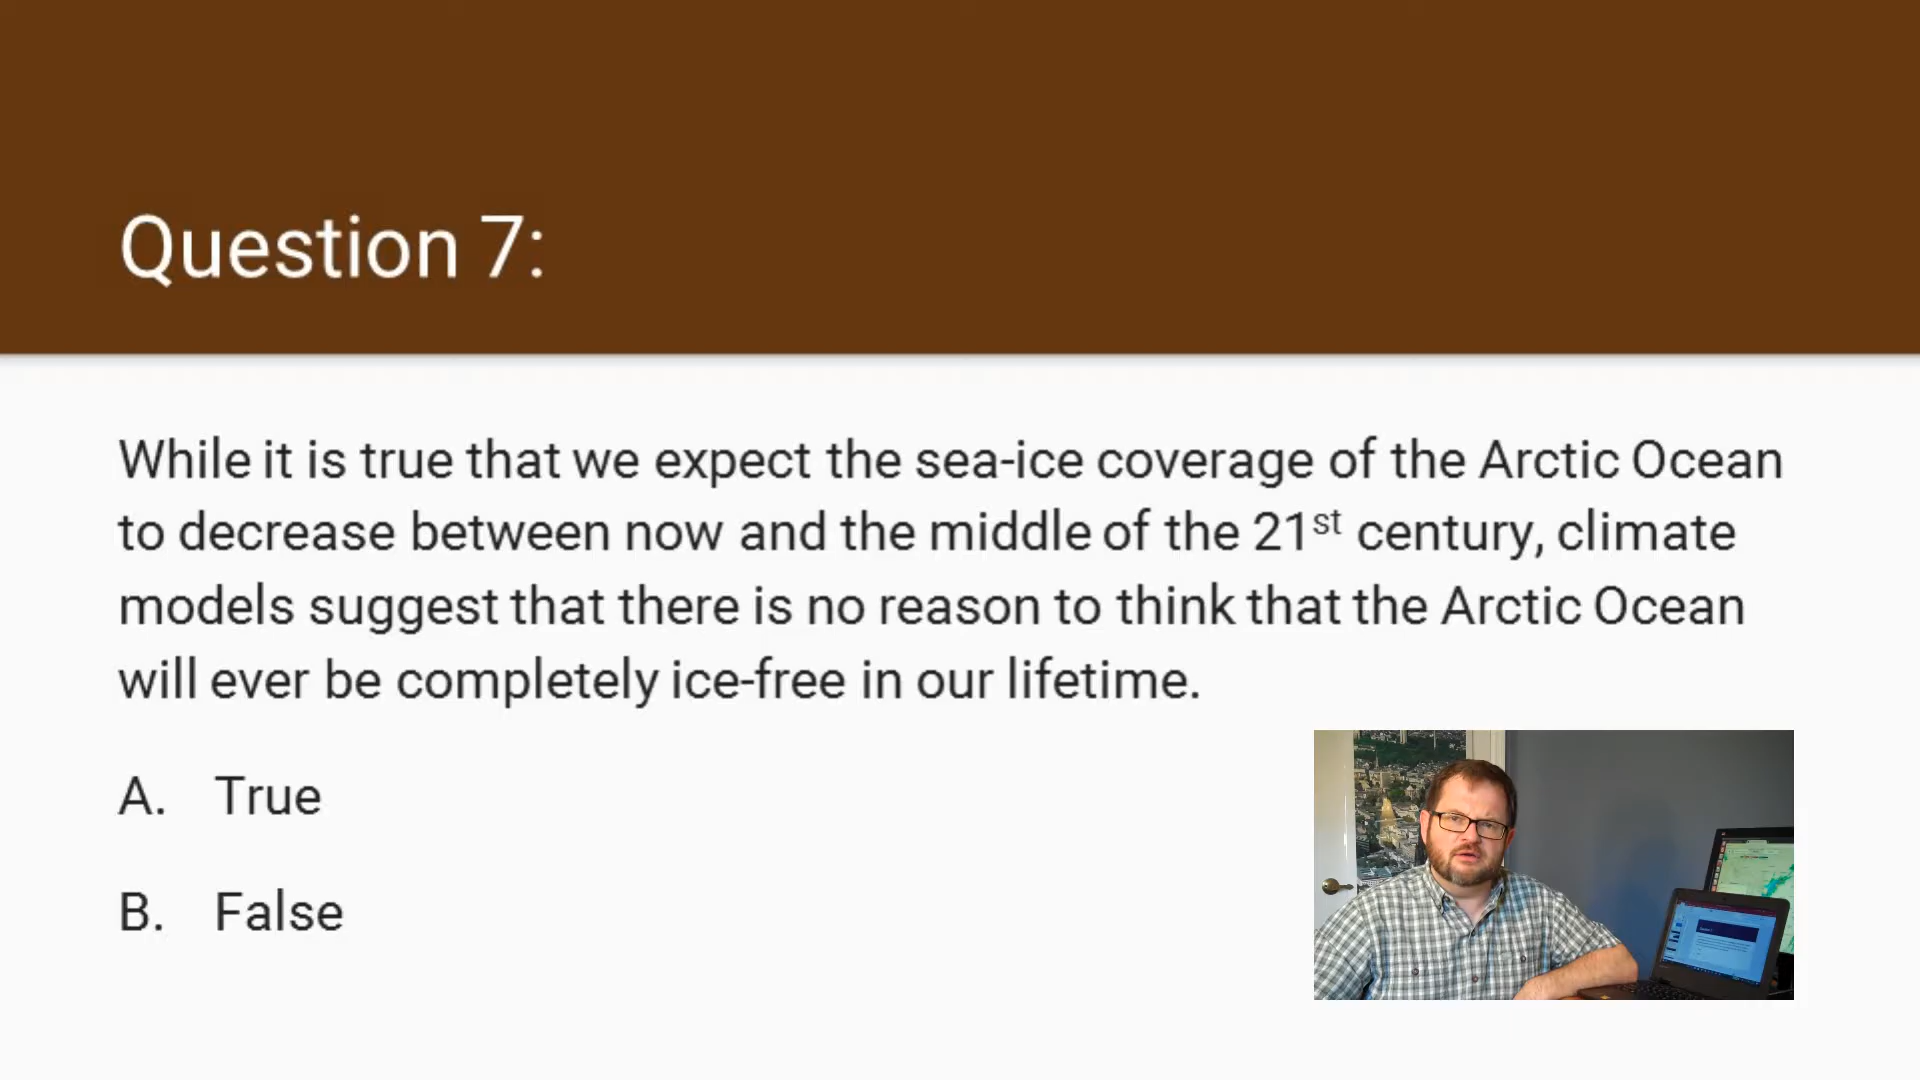 Question 7:
While it is true that we expect the sea-ice coverage of the Arctic Ocean
to decrease between now and the middle of the 21st century, climate
models suggest that there is no reason to think that the Arctic Ocean
will ever be completely ice-free in our lifetime.
A. True
B. False